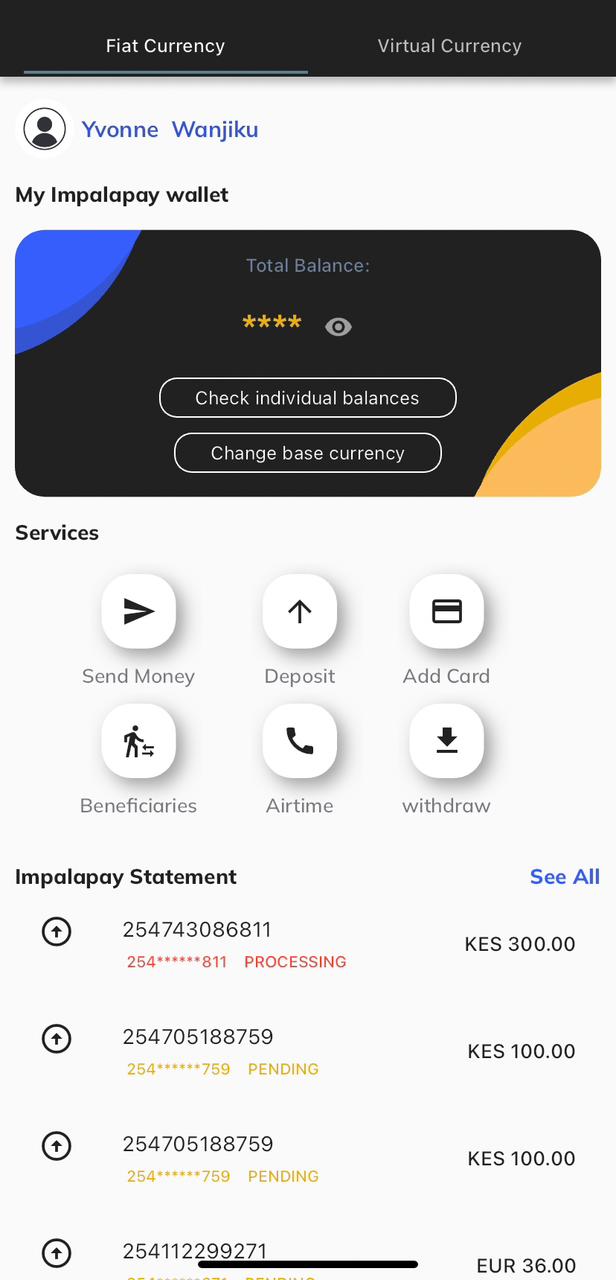 Fiat Currency Virtual Currency
Yvonne Wanjiku
My Impalapay wallet
Total Balance:
****
Check individual balances
Change base currency
Services
Send Money Deposit Add Card
Beneficiaries Airtime withdraw
Impalapay Statement See All
254743086811
KES 300.00
254******811 PROCESSING
254705188759
KES 100.00
254******759 PENDING
254705188759
KES 100.00
254******759 PENDING
254112299271
EUR 36.00